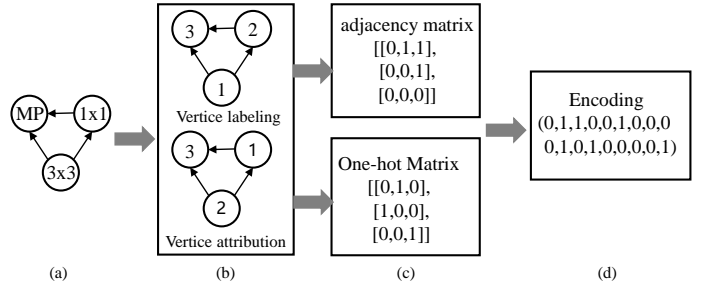 MP
1x1
3x3
3
2
1
Vertice labeling
3
1
2
Vertice attribution
adjacency matrix
[[0,1,1],
[0,0,1],
[0,0,0]]
One-hot Matrix
[[0,1,0],
[1,0,0],
[0,0,1]]
Encoding
(0,1,1,0,0,1,0,0,0
0,1,0,1,0,0,0,0,1)
(a)
(b)
(c)
(d)